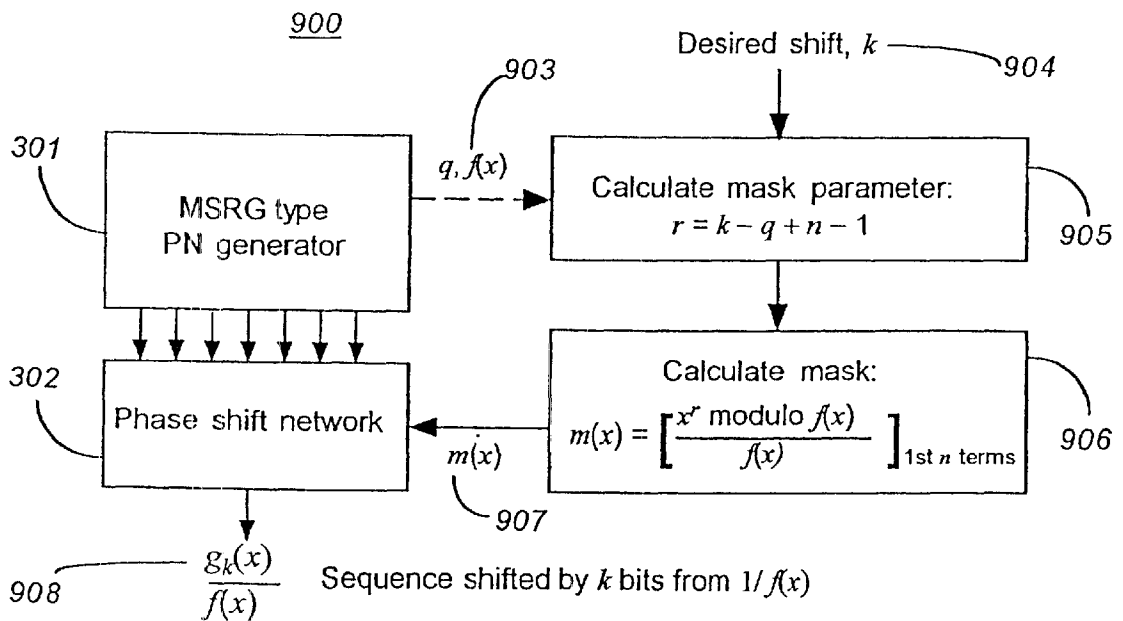 900
Desired shift, k
904
903
301
q, f(x)
MSRG type
PN generator
Calculate mask parameter:
r = k – q + n – 1
905
302
Phase shift network
Calculate mask:
m(x) = [ x^r modulo f(x) / f(x) ] 1st n terms
906
m(x)
907
908
g_k(x)
f(x)
Sequence shifted by k bits from 1/f(x)